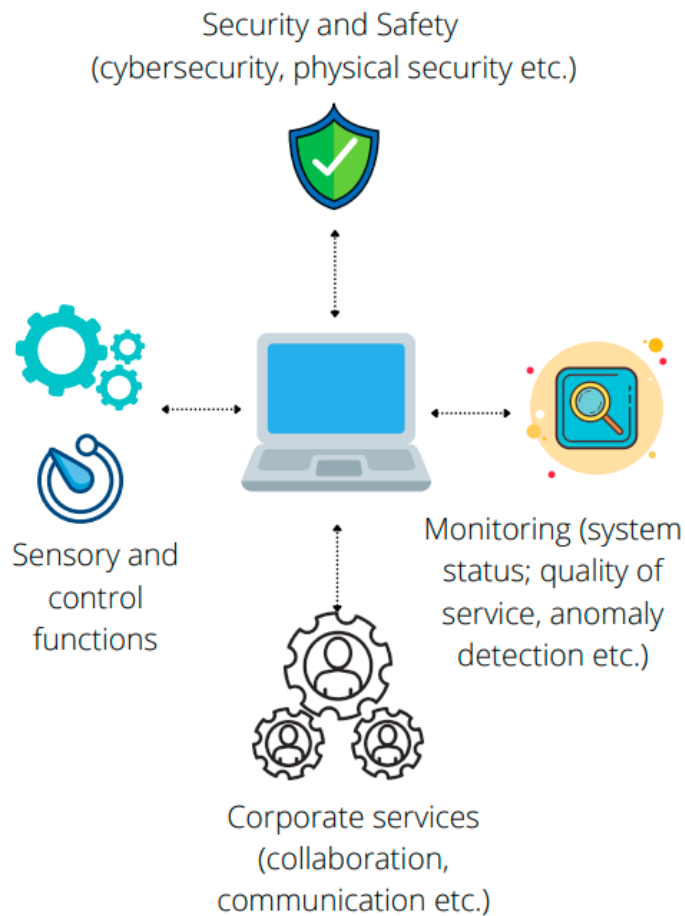 Security and Safety
(cybersecurity, physical security etc.)
Sensory and
control
functions
Monitoring (system
status; quality of
service, anomaly
detection etc.)
Corporate services
(collaboration,
communication etc.)